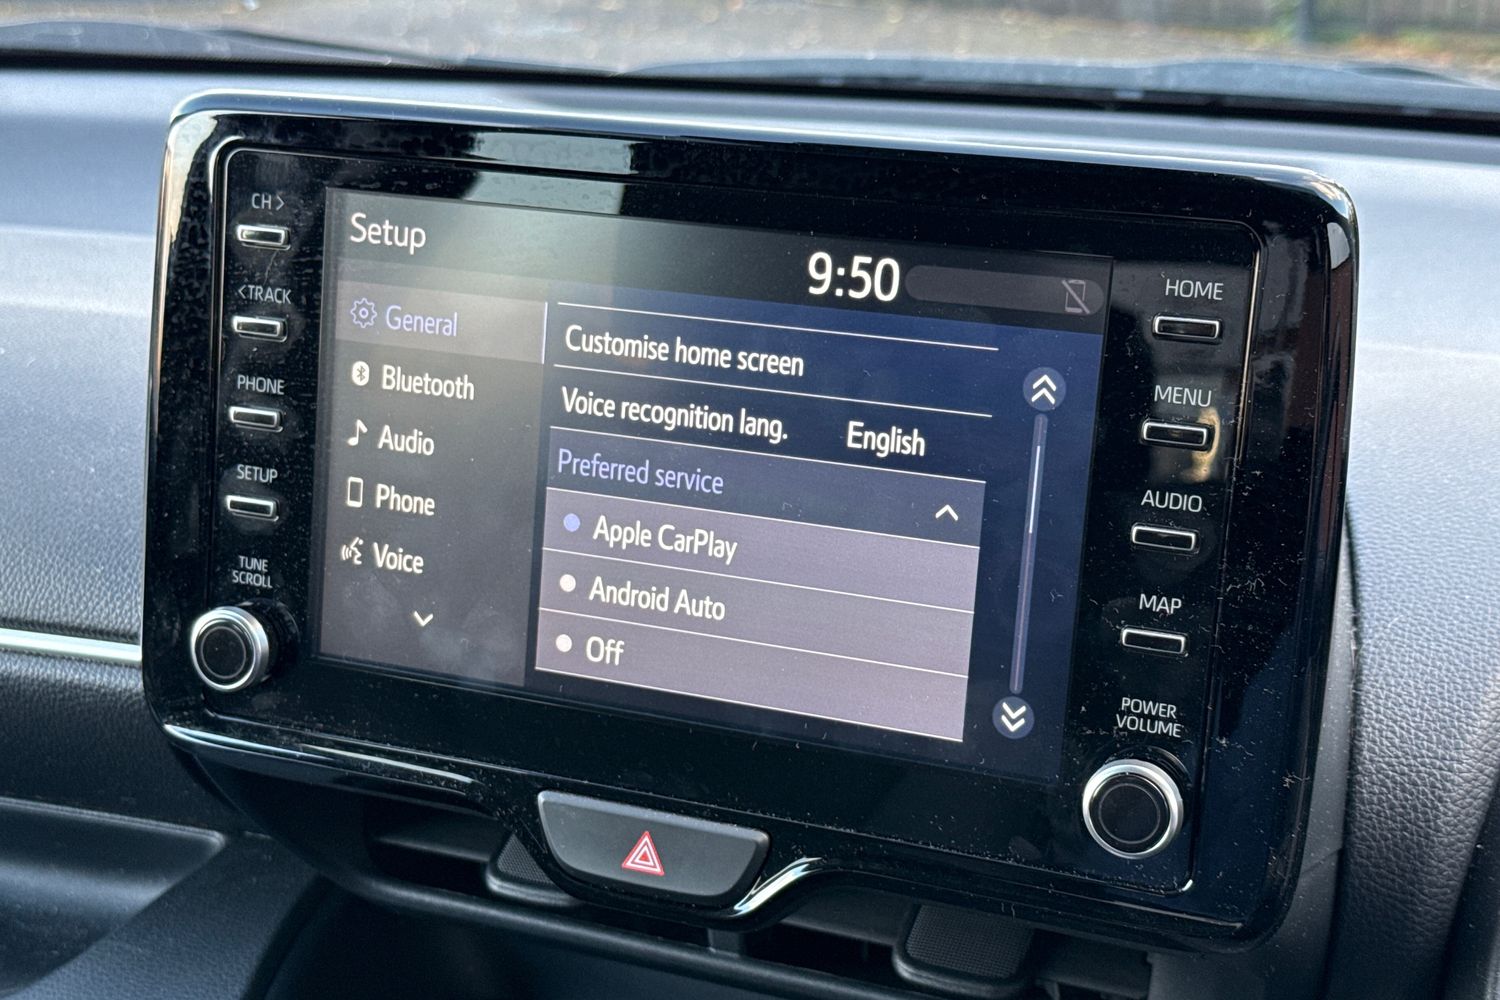 CH >
< TRACK
PHONE
SETUP
TUNE
SCROLL
Setup
9:50
General
Bluetooth
Audio
Phone
Voice
Customise home screen
Voice recognition lang. English
Preferred service
Apple CarPlay
Android Auto
Off
HOME
MENU
AUDIO
MAP
POWER
VOLUME